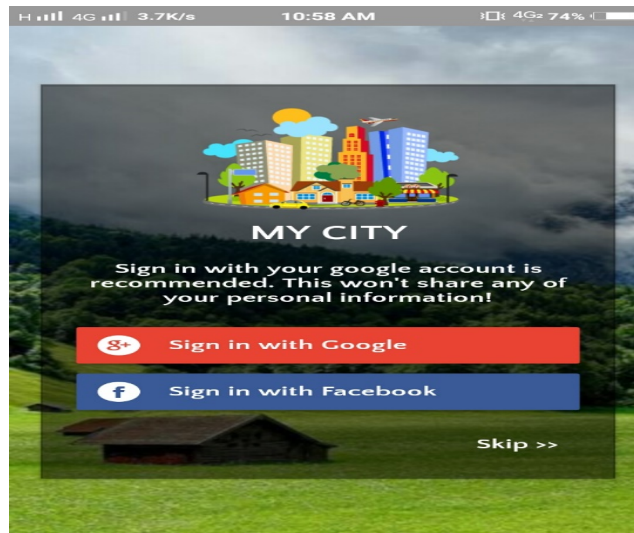 H 4G 3.7K/s 10:58 AM 4G2 74%
MY CITY
Sign in with your google account is
recommended. This won't share any of
your personal information!
g+ Sign in with Google
f Sign in with Facebook
Skip >>